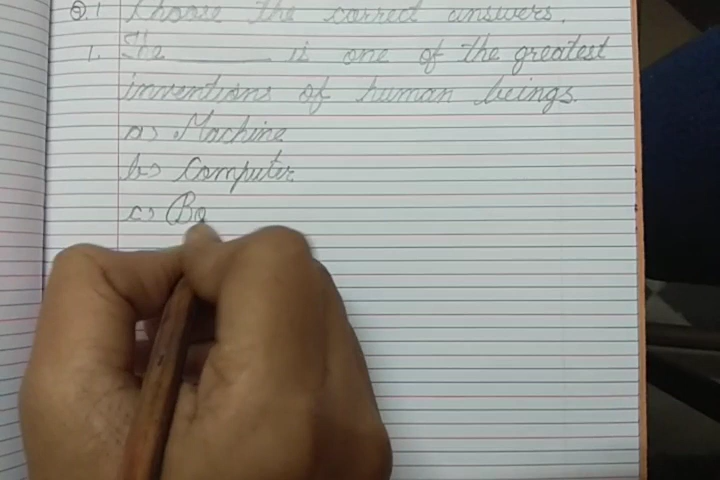 Q.1 Choose the correct answers.
1. The ______ is one of the greatest
inventions of human beings.
a) Machine
b) Computer
c) Bo